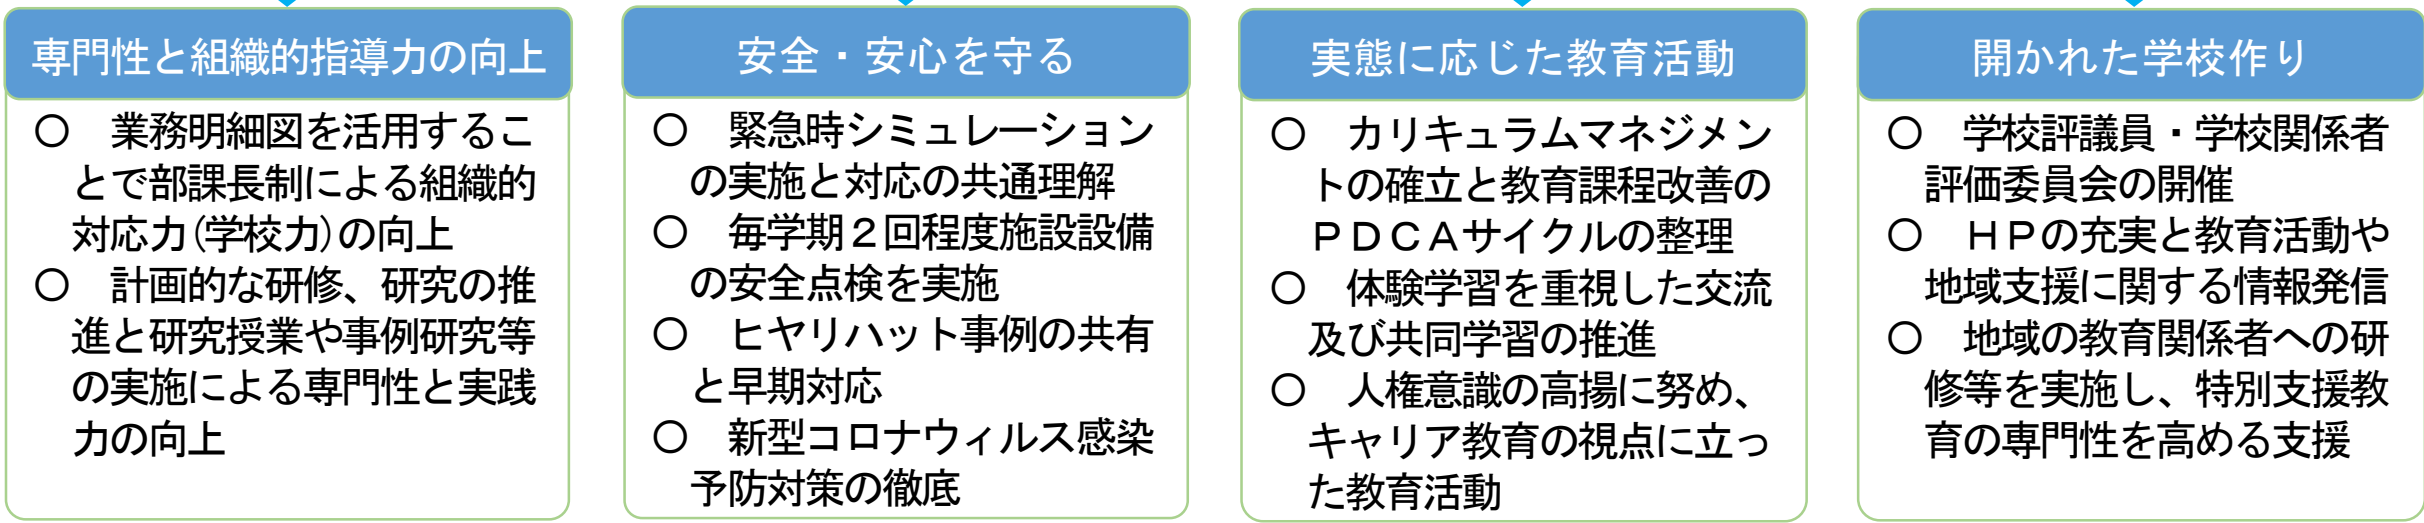 専門性と組織的指導力の向上
○　業務明細図を活用するこ
とで部課長制による組織的
対応力(学校力)の向上
○　計画的な研修、研究の推
進と研究授業や事例研究等
の実施による専門性と実践
力の向上
安全・安心を守る
○　緊急時シミュレーション
の実施と対応の共通理解
○　毎学期２回程度施設設備
の安全点検を実施
○　ヒヤリハット事例の共有
と早期対応
○　新型コロナウィルス感染
予防対策の徹底
実態に応じた教育活動
○　カリキュラムマネジメン
トの確立と教育課程改善の
ＰＤＣＡサイクルの整理
○　体験学習を重視した交流
及び共同学習の推進
○　人権意識の高揚に努め、
キャリア教育の視点に立っ
た教育活動
開かれた学校作り
○　学校評議員・学校関係者
評価委員会の開催
○　ＨＰの充実と教育活動や
地域支援に関する情報発信
○　地域の教育関係者への研
修等を実施し、特別支援教
育の専門性を高める支援